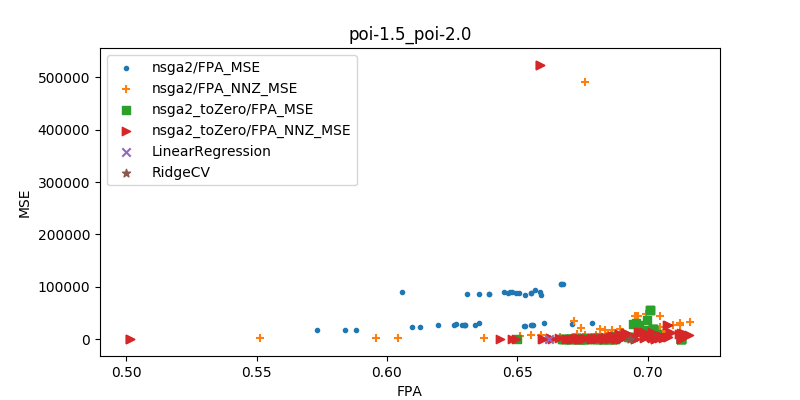 poi-1.5_poi-2.0
nsga2/FPA_MSE
nsga2/FPA_NNZ_MSE
nsga2_toZero/FPA_MSE
nsga2_toZero/FPA_NNZ_MSE
LinearRegression
RidgeCV
500000
400000
300000
200000
100000
0
MSE
0.50 0.55 0.60 0.65 0.70
FPA